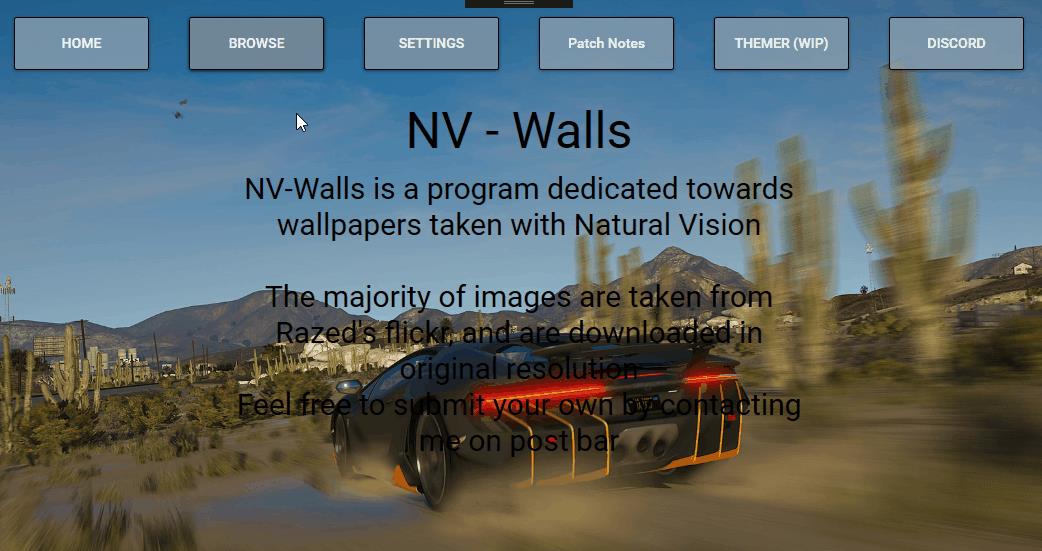 HOME BROWSE SETTINGS Patch Notes THEMER (WIP) DISCORD
NV - Walls
NV-Walls is a program dedicated towards
wallpapers taken with Natural Vision
The majority of images are taken from
Razed's flickr, and are downloaded in
original resolution
Feel free to submit your own by contacting
me on post bar